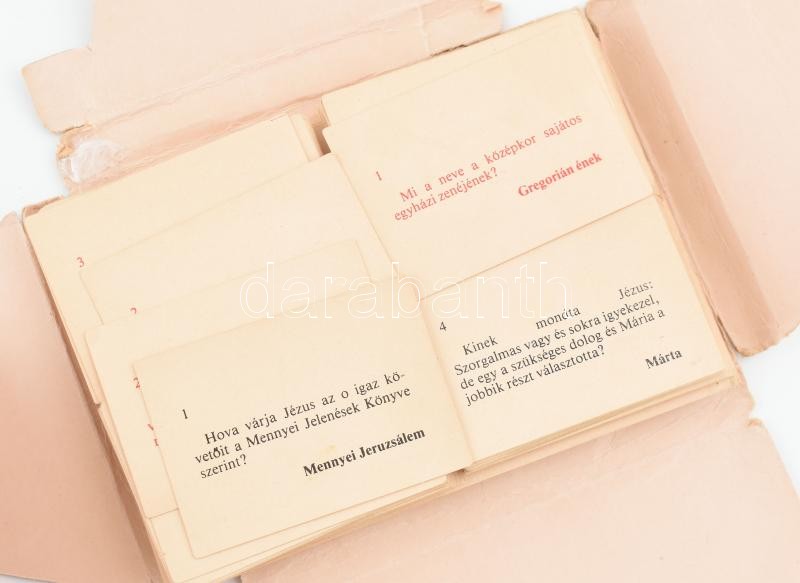 1
Mi a neve a középkor sajátos
egyházi zenéjének?
Gregorián ének
3
2
2
darabanth
4
Kinek mondta Jézus:
Szorgalmas vagy és sokra igyekezel,
de egy a szükséges dolog és Mária a
jobbik részt választotta?
Márta
1
Hova várja Jézus az o igaz kö-
vetőit a Mennyei Jelenések Könyve
szerint?
Mennyei Jeruzsálem